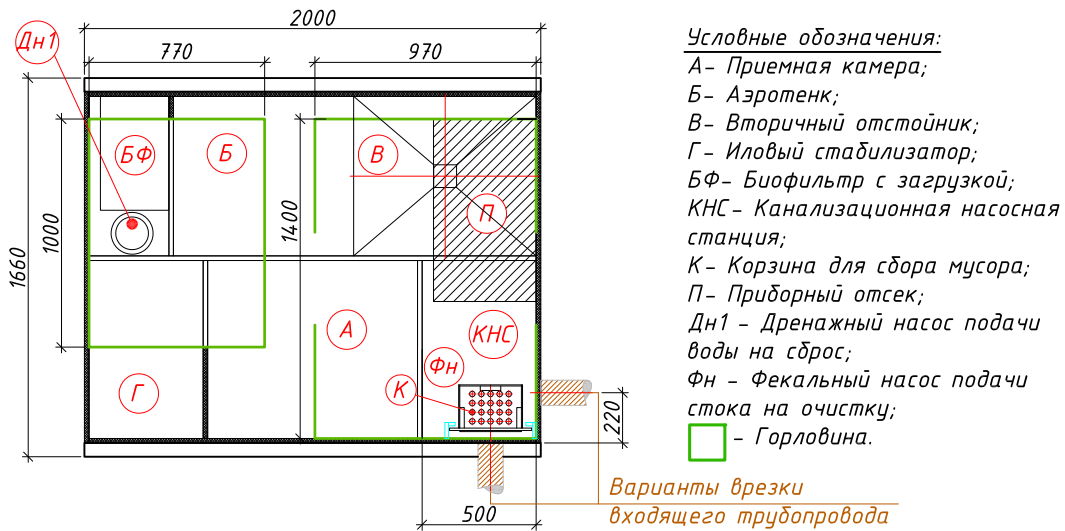 2000
Дн1
770
970
БФ
Б
В
П
1000
1400
1660
А
КНС
Фн
К
Г
220
500
Варианты врезки
входящего трубопровода
Условные обозначения:
А- Приемная камера;
Б- Аэротенк;
В- Вторичный отстойник;
Г- Иловый стабилизатор;
БФ- Биофильтр с загрузкой;
КНС- Канализационная насосная
станция;
К- Корзина для сбора мусора;
П- Приборный отсек;
Дн1 - Дренажный насос подачи
воды на сброс;
Фн - Фекальный насос подачи
стока на очистку;
- Горловина.